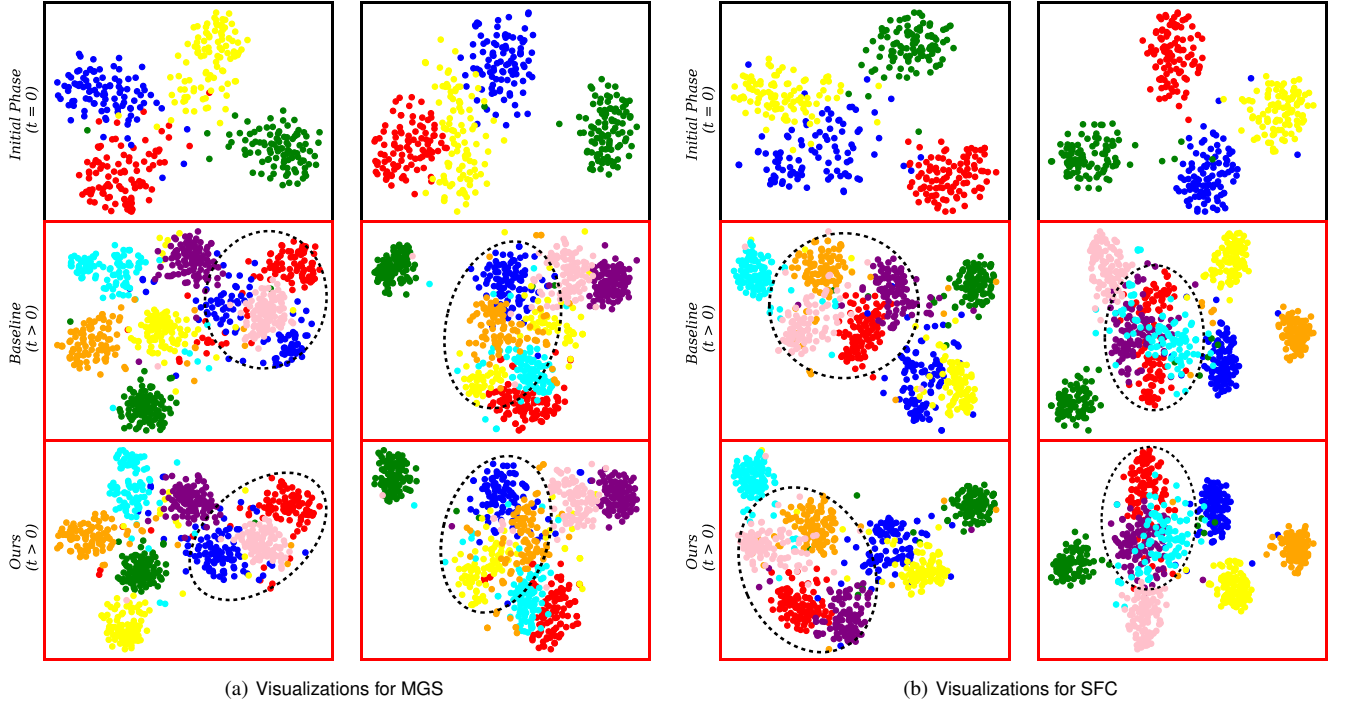 Initial Phase
(t = 0)
Initial Phase
(t = 0)
Baseline
(t > 0)
Baseline
(t > 0)
Ours
(t > 0)
Ours
(t > 0)
(a) Visualizations for MGS
(b) Visualizations for SFC